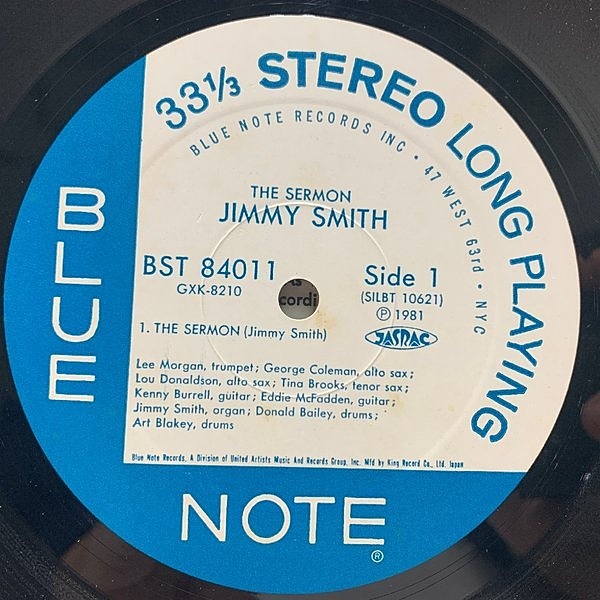 33⅓ STEREO LONG PLAYING
BLUE NOTE RECORDS INC • 47 WEST 63rd • NYC
THE SERMON
JIMMY SMITH
BST 84011
GXK-8210
Side 1
(SILBT 10621)
Ⓟ 1981
JASRAC
cordi
1. THE SERMON (Jimmy Smith)
Lee Morgan, trumpet; George Coleman, alto sax;
Lou Donaldson, alto sax; Tina Brooks, tenor sax;
Kenny Burrell, guitar; Eddie McFadden, guitar;
Jimmy Smith, organ; Donald Bailey, drums;
Art Blakey, drums
Blue Note Records, A Division of United Artists Music And Records Group, Inc. Mfd by King Record Co., Ltd. Japan
BLUE
NOTE®